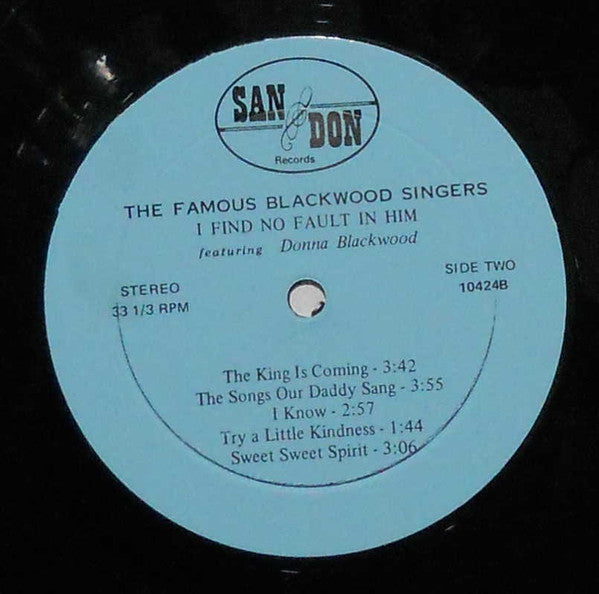 SAN
DON
Records
THE FAMOUS BLACKWOOD SINGERS
I FIND NO FAULT IN HIM
featuring Donna Blackwood
STEREO
33 1/3 RPM
SIDE TWO
10424B
The King Is Coming - 3:42
The Songs Our Daddy Sang - 3:55
I Know - 2:57
Try a Little Kindness - 1:44
Sweet Sweet Spirit - 3:06